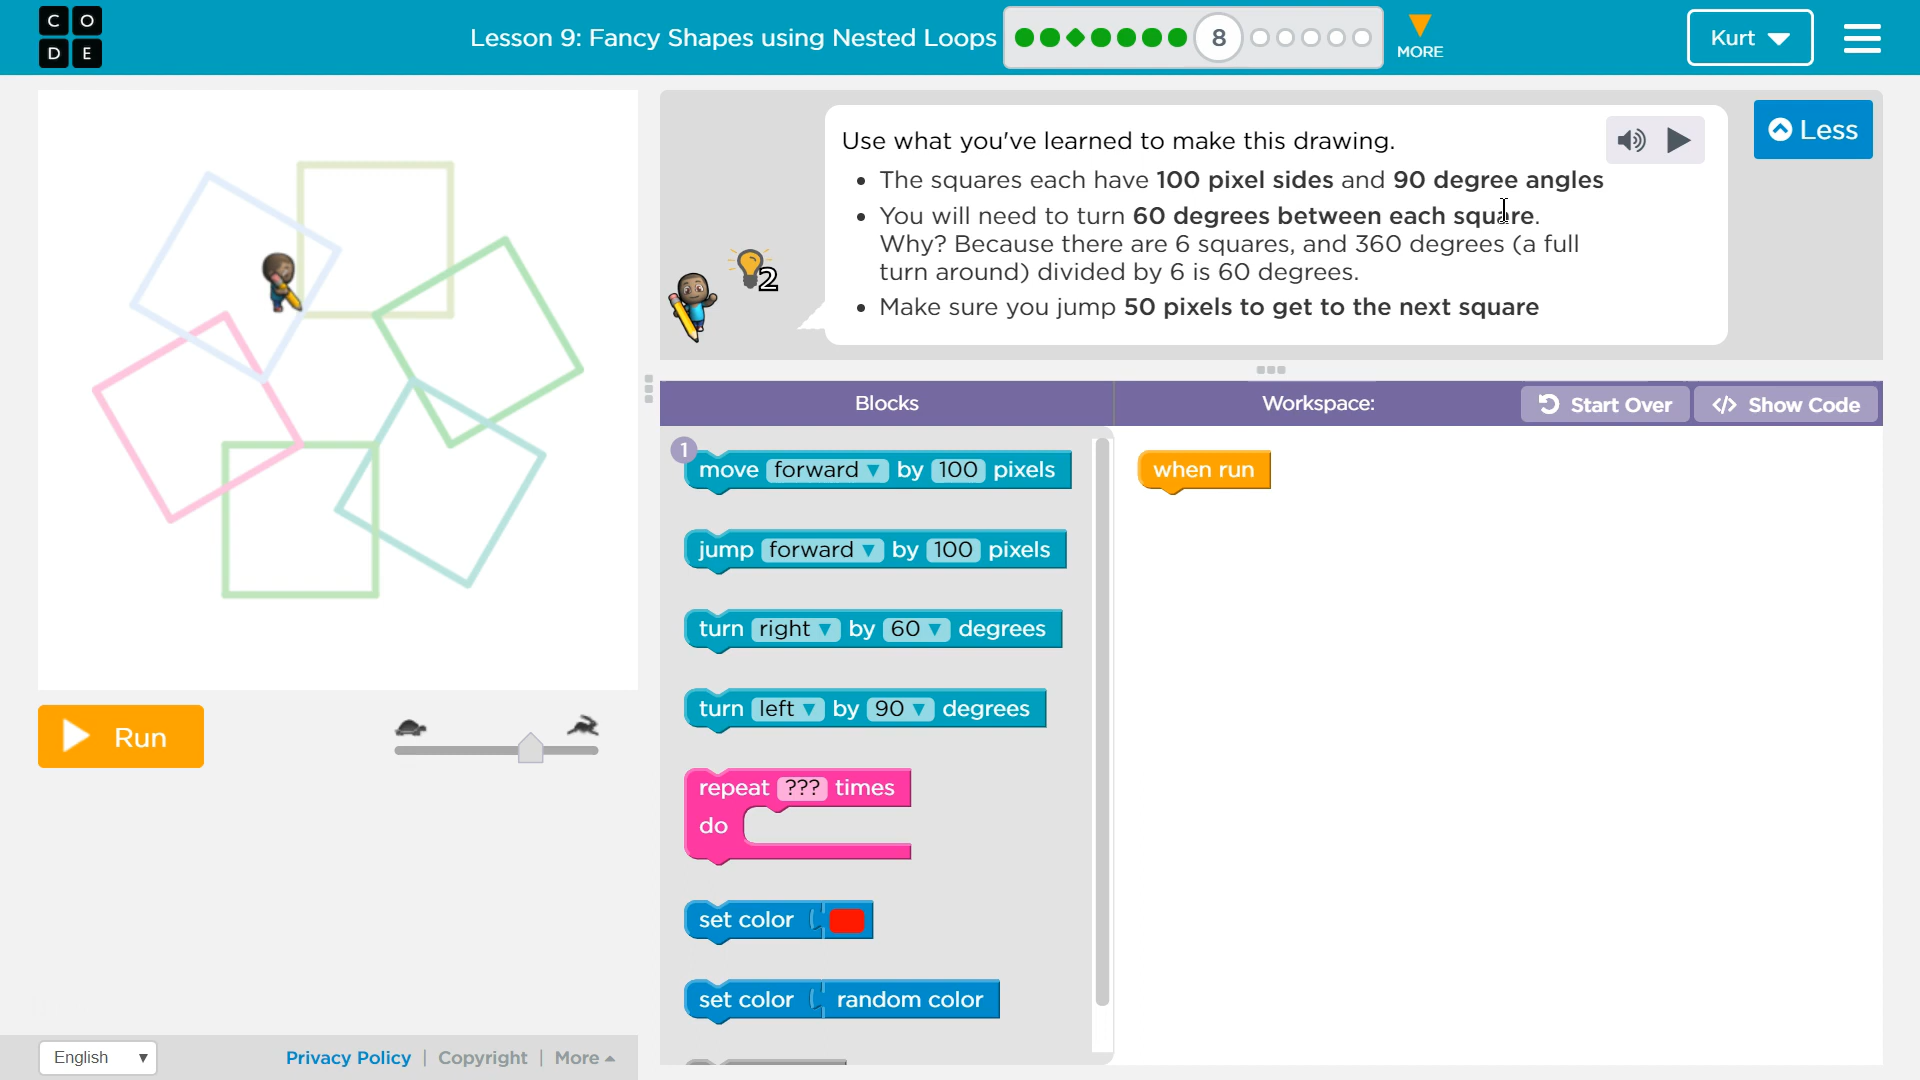 C O
D E
Lesson 9: Fancy Shapes using Nested Loops
8
MORE
Kurt
Use what you've learned to make this drawing.
• The squares each have 100 pixel sides and 90 degree angles
• You will need to turn 60 degrees between each square.
Why? Because there are 6 squares, and 360 degrees (a full
turn around) divided by 6 is 60 degrees.
• Make sure you jump 50 pixels to get to the next square
2
Less
Blocks
Workspace:
Start Over
</> Show Code
1
move forward ▼ by 100 pixels
jump forward ▼ by 100 pixels
turn right ▼ by 60 ▼ degrees
turn left ▼ by 90 ▼ degrees
repeat ??? times
do
set color
set color random color
when run
Run
English ▼
Privacy Policy | Copyright | More